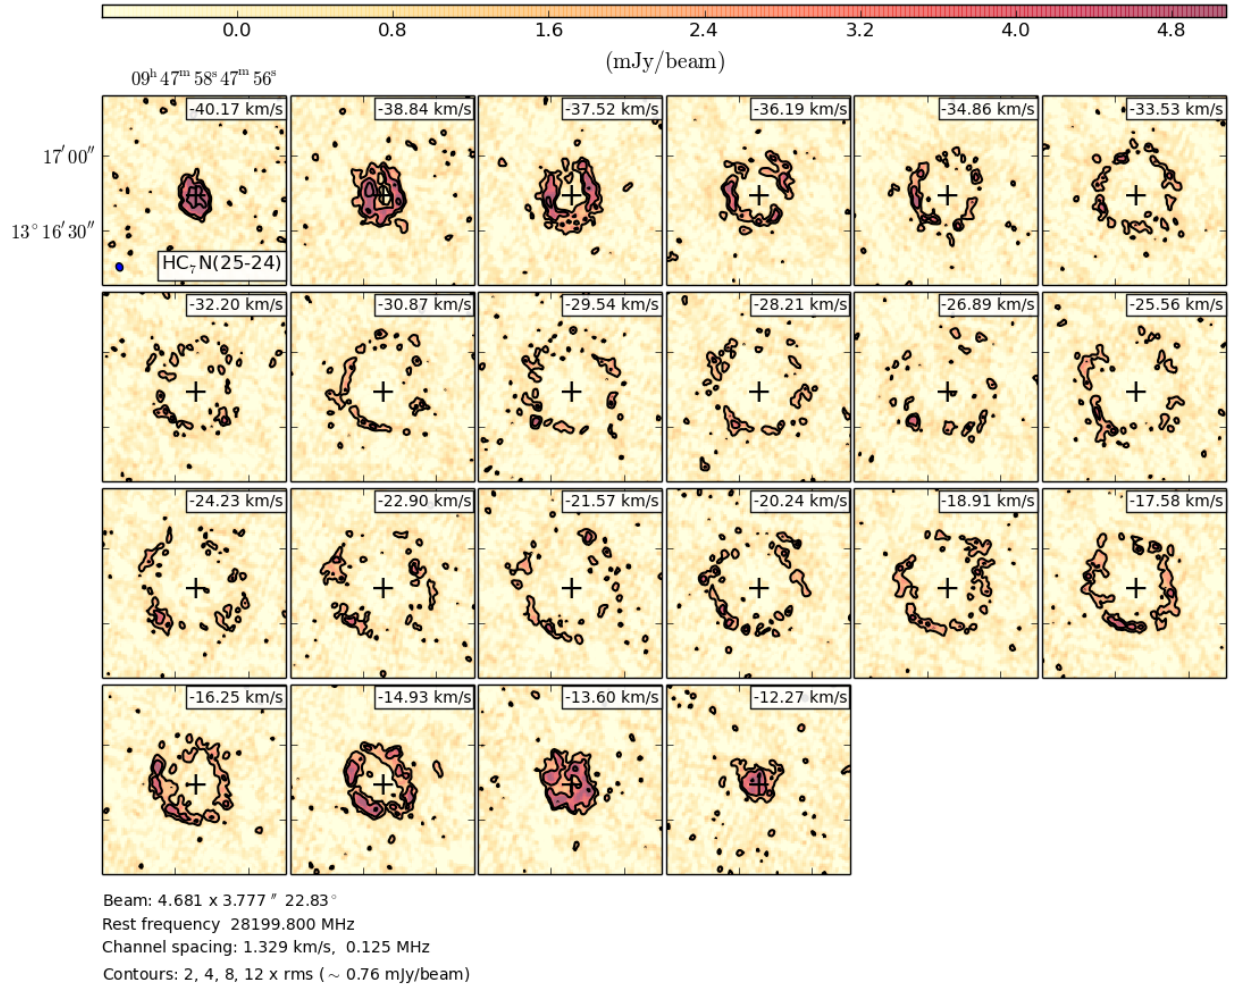 0.0 0.8 1.6 2.4 3.2 4.0 4.8
(mJy/beam)
09ʰ 47ᵐ 58ˢ 47ᵐ 56ˢ
-40.17 km/s -38.84 km/s -37.52 km/s -36.19 km/s -34.86 km/s -33.53 km/s
17′ 00″
13° 16′ 30″
HC₇N(25-24)
-32.20 km/s -30.87 km/s -29.54 km/s -28.21 km/s -26.89 km/s -25.56 km/s
-24.23 km/s -22.90 km/s -21.57 km/s -20.24 km/s -18.91 km/s -17.58 km/s
-16.25 km/s -14.93 km/s -13.60 km/s -12.27 km/s
Beam: 4.681 x 3.777 ″ 22.83°
Rest frequency 28199.800 MHz
Channel spacing: 1.329 km/s, 0.125 MHz
Contours: 2, 4, 8, 12 x rms (∼ 0.76 mJy/beam)